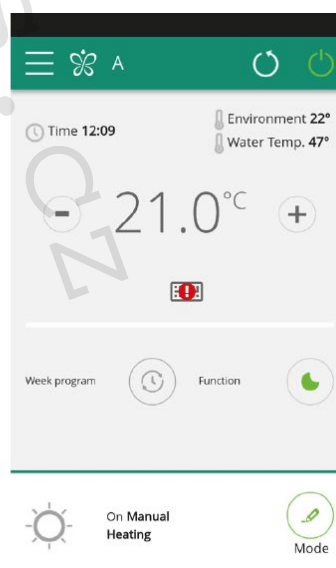 A
Time 12:09
Environment 22°
Water Temp. 47°
- 21.0°C +
Week program
Function
On Manual
Heating
Mode